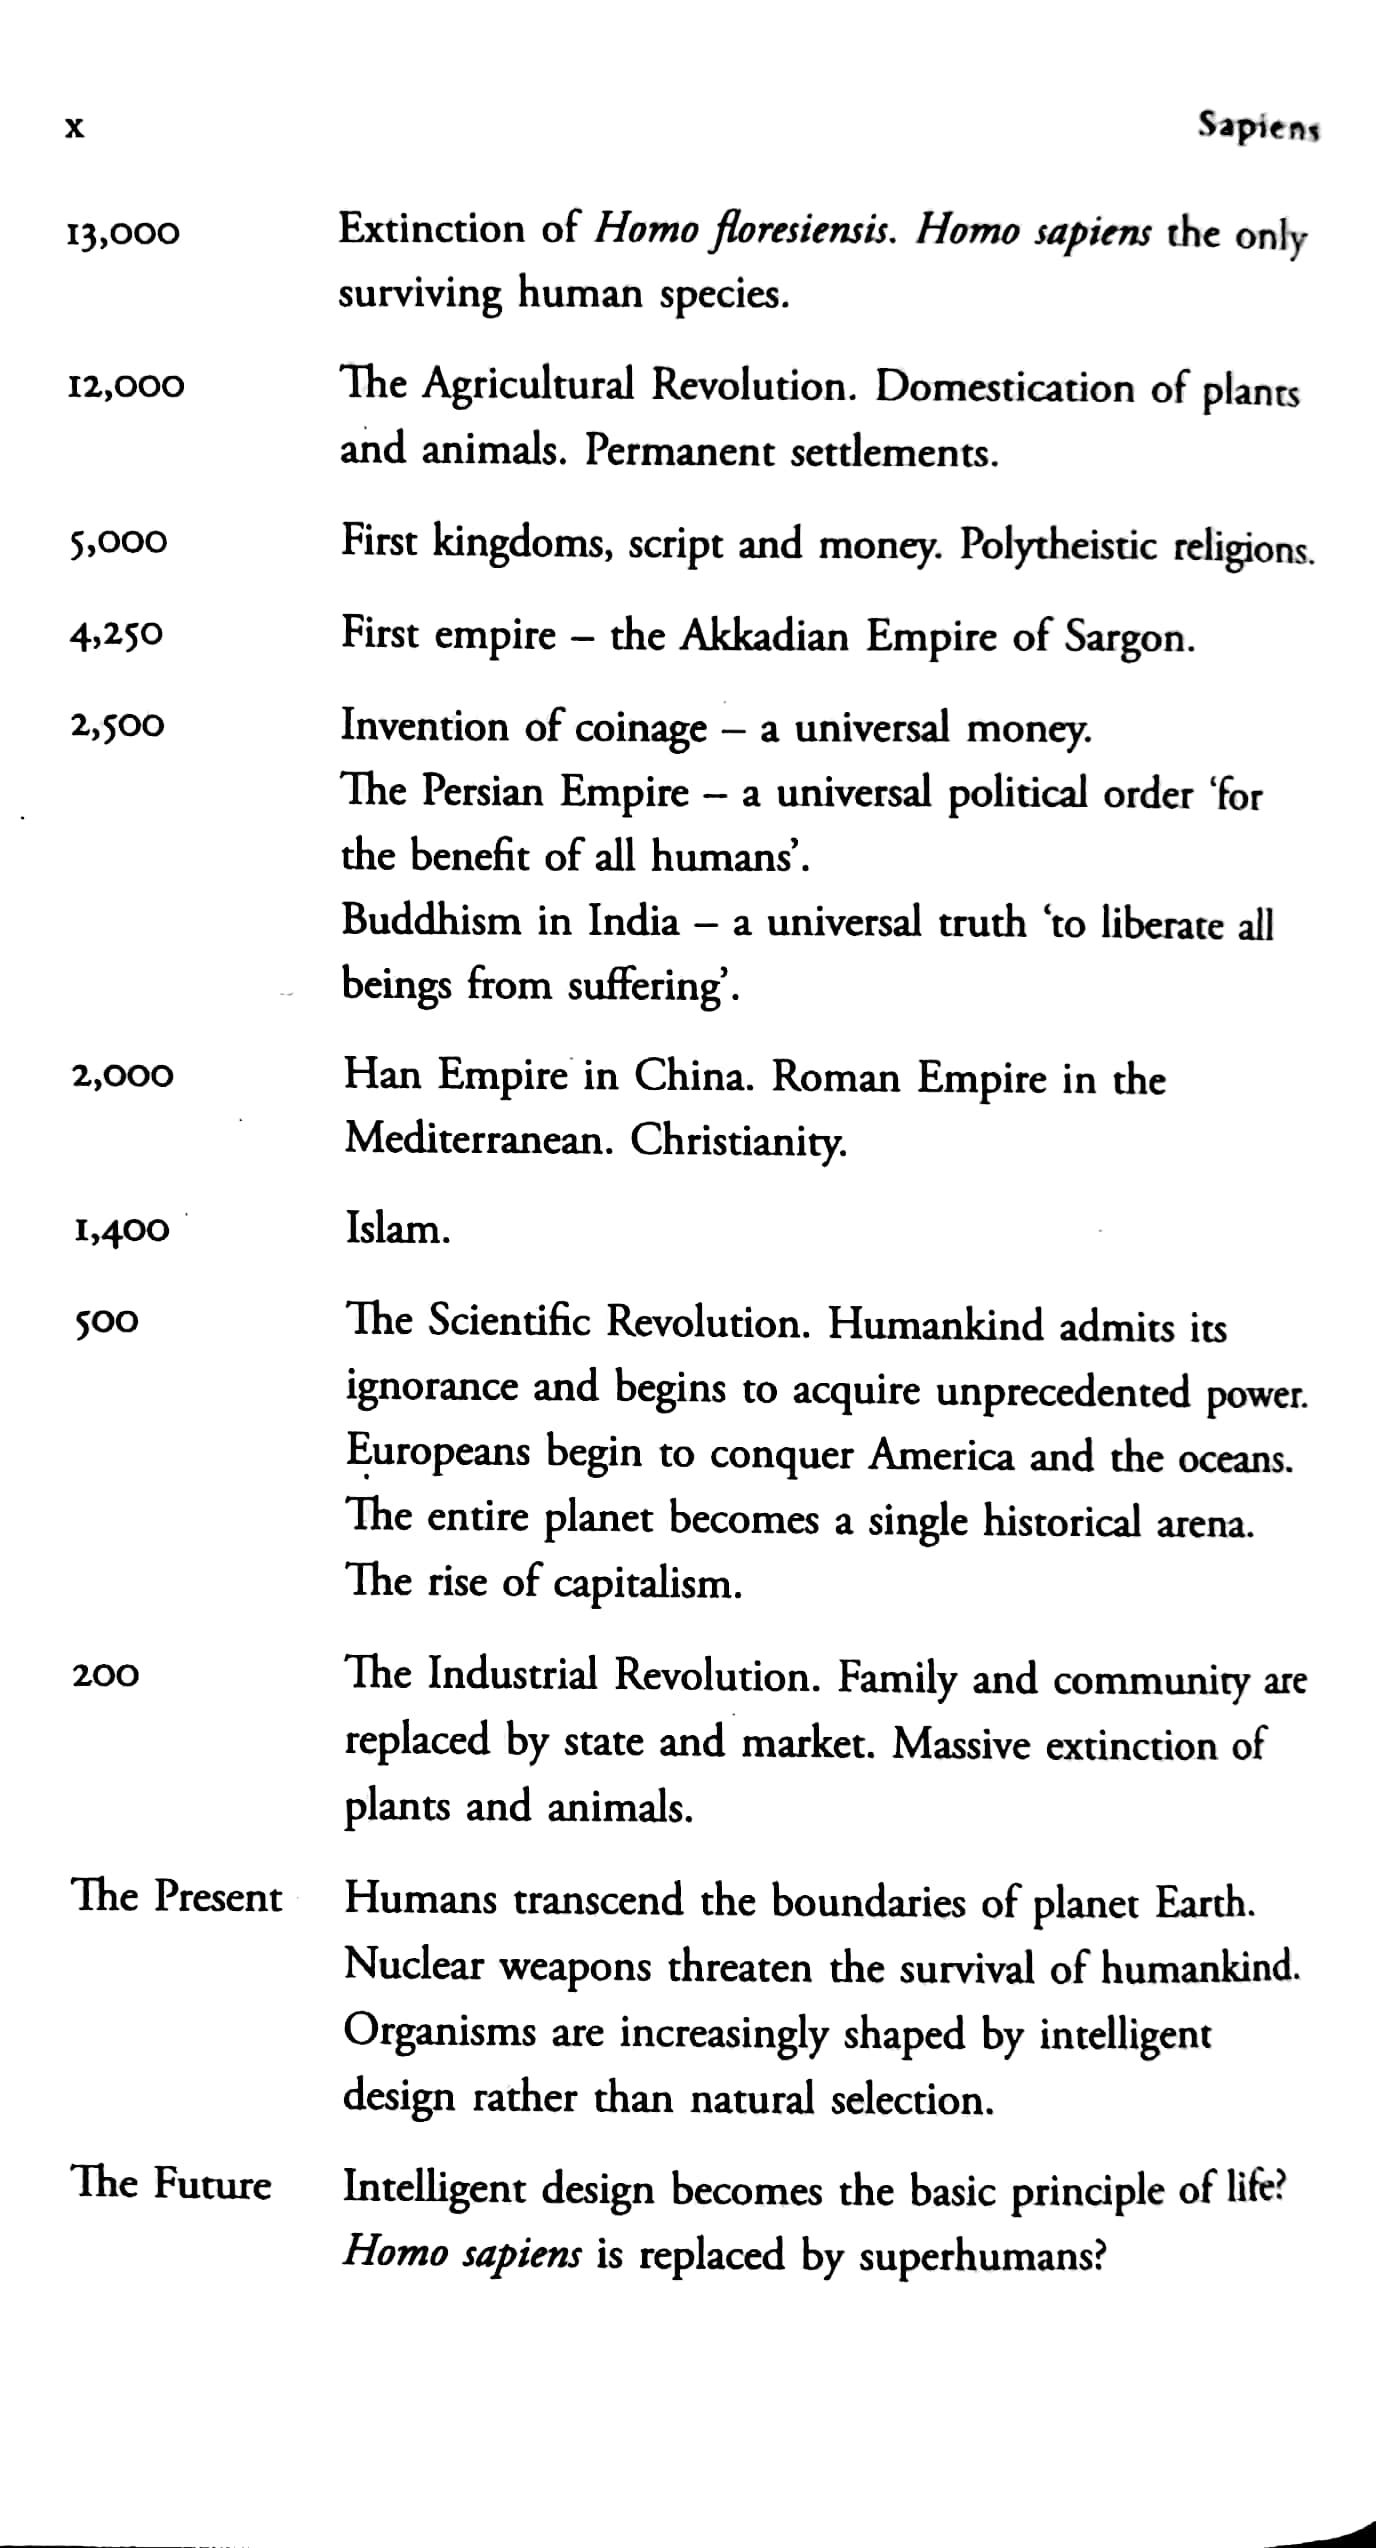 x Sapiens
13,000 Extinction of Homo floresiensis. Homo sapiens the only
surviving human species.
12,000 The Agricultural Revolution. Domestication of plants
and animals. Permanent settlements.
5,000 First kingdoms, script and money. Polytheistic religions.
4,250 First empire – the Akkadian Empire of Sargon.
2,500 Invention of coinage – a universal money.
The Persian Empire – a universal political order ‘for
the benefit of all humans’.
Buddhism in India – a universal truth ‘to liberate all
beings from suffering’.
2,000 Han Empire in China. Roman Empire in the
Mediterranean. Christianity.
1,400 Islam.
500 The Scientific Revolution. Humankind admits its
ignorance and begins to acquire unprecedented power.
Europeans begin to conquer America and the oceans.
The entire planet becomes a single historical arena.
The rise of capitalism.
200 The Industrial Revolution. Family and community are
replaced by state and market. Massive extinction of
plants and animals.
The Present Humans transcend the boundaries of planet Earth.
Nuclear weapons threaten the survival of humankind.
Organisms are increasingly shaped by intelligent
design rather than natural selection.
The Future Intelligent design becomes the basic principle of life?
Homo sapiens is replaced by superhumans?